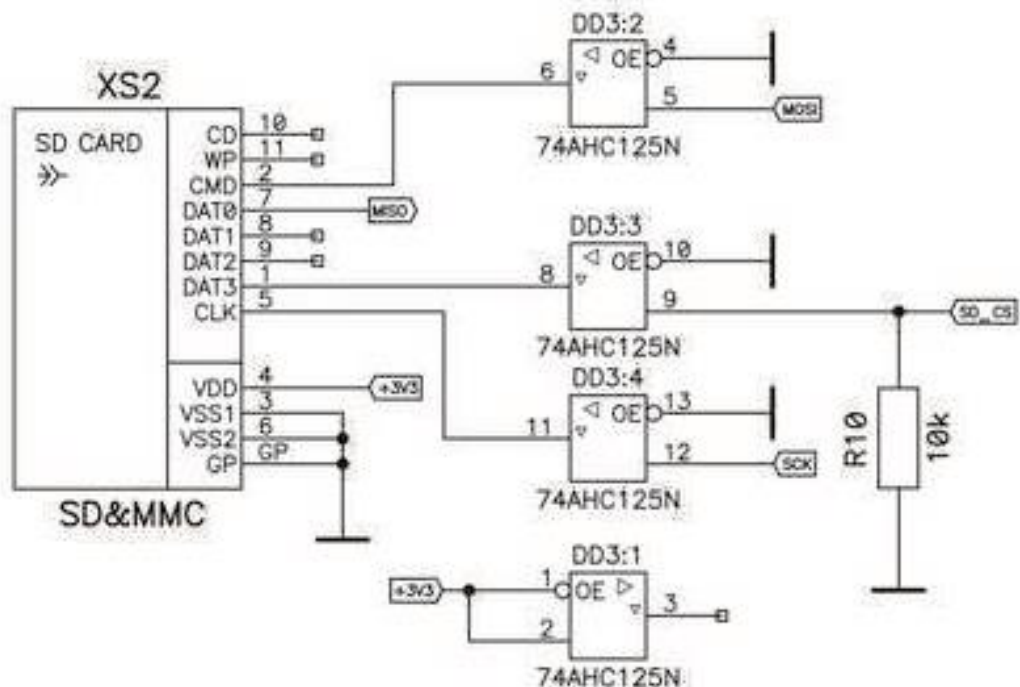 DD3:2
OE 4
6
5 MOSI
74AHC125N
XS2
SD CARD
CD 10
WP 11
CMD 2
DAT0 7 MISO
DAT1 8
DAT2 9
DAT3 1
CLK 5
VDD 4 +3V3
VSS1 3
VSS2 6
GP GP
SD&MMC
DD3:3
OE 10
8
9 SD_CS
74AHC125N
DD3:4
OE 13
11
12 SCK
74AHC125N
R10
10k
DD3:1
+3V3 1 OE
3
2
74AHC125N